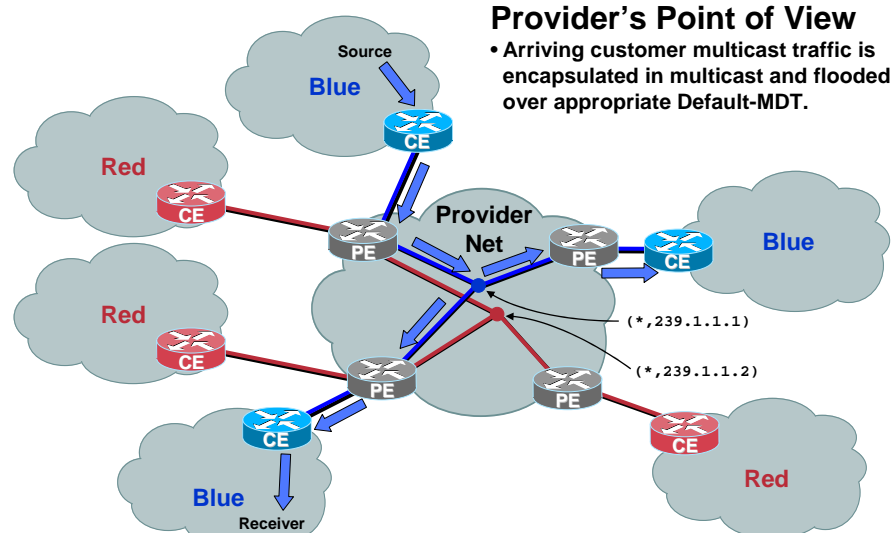 Provider's Point of View
• Arriving customer multicast traffic is
encapsulated in multicast and flooded
over appropriate Default-MDT.
Source
Blue
CE
Red
CE
Provider
Net
PE
PE
CE
Blue
(*,239.1.1.1)
Red
CE
(*,239.1.1.2)
PE
PE
CE
CE
Blue
Red
Receiver